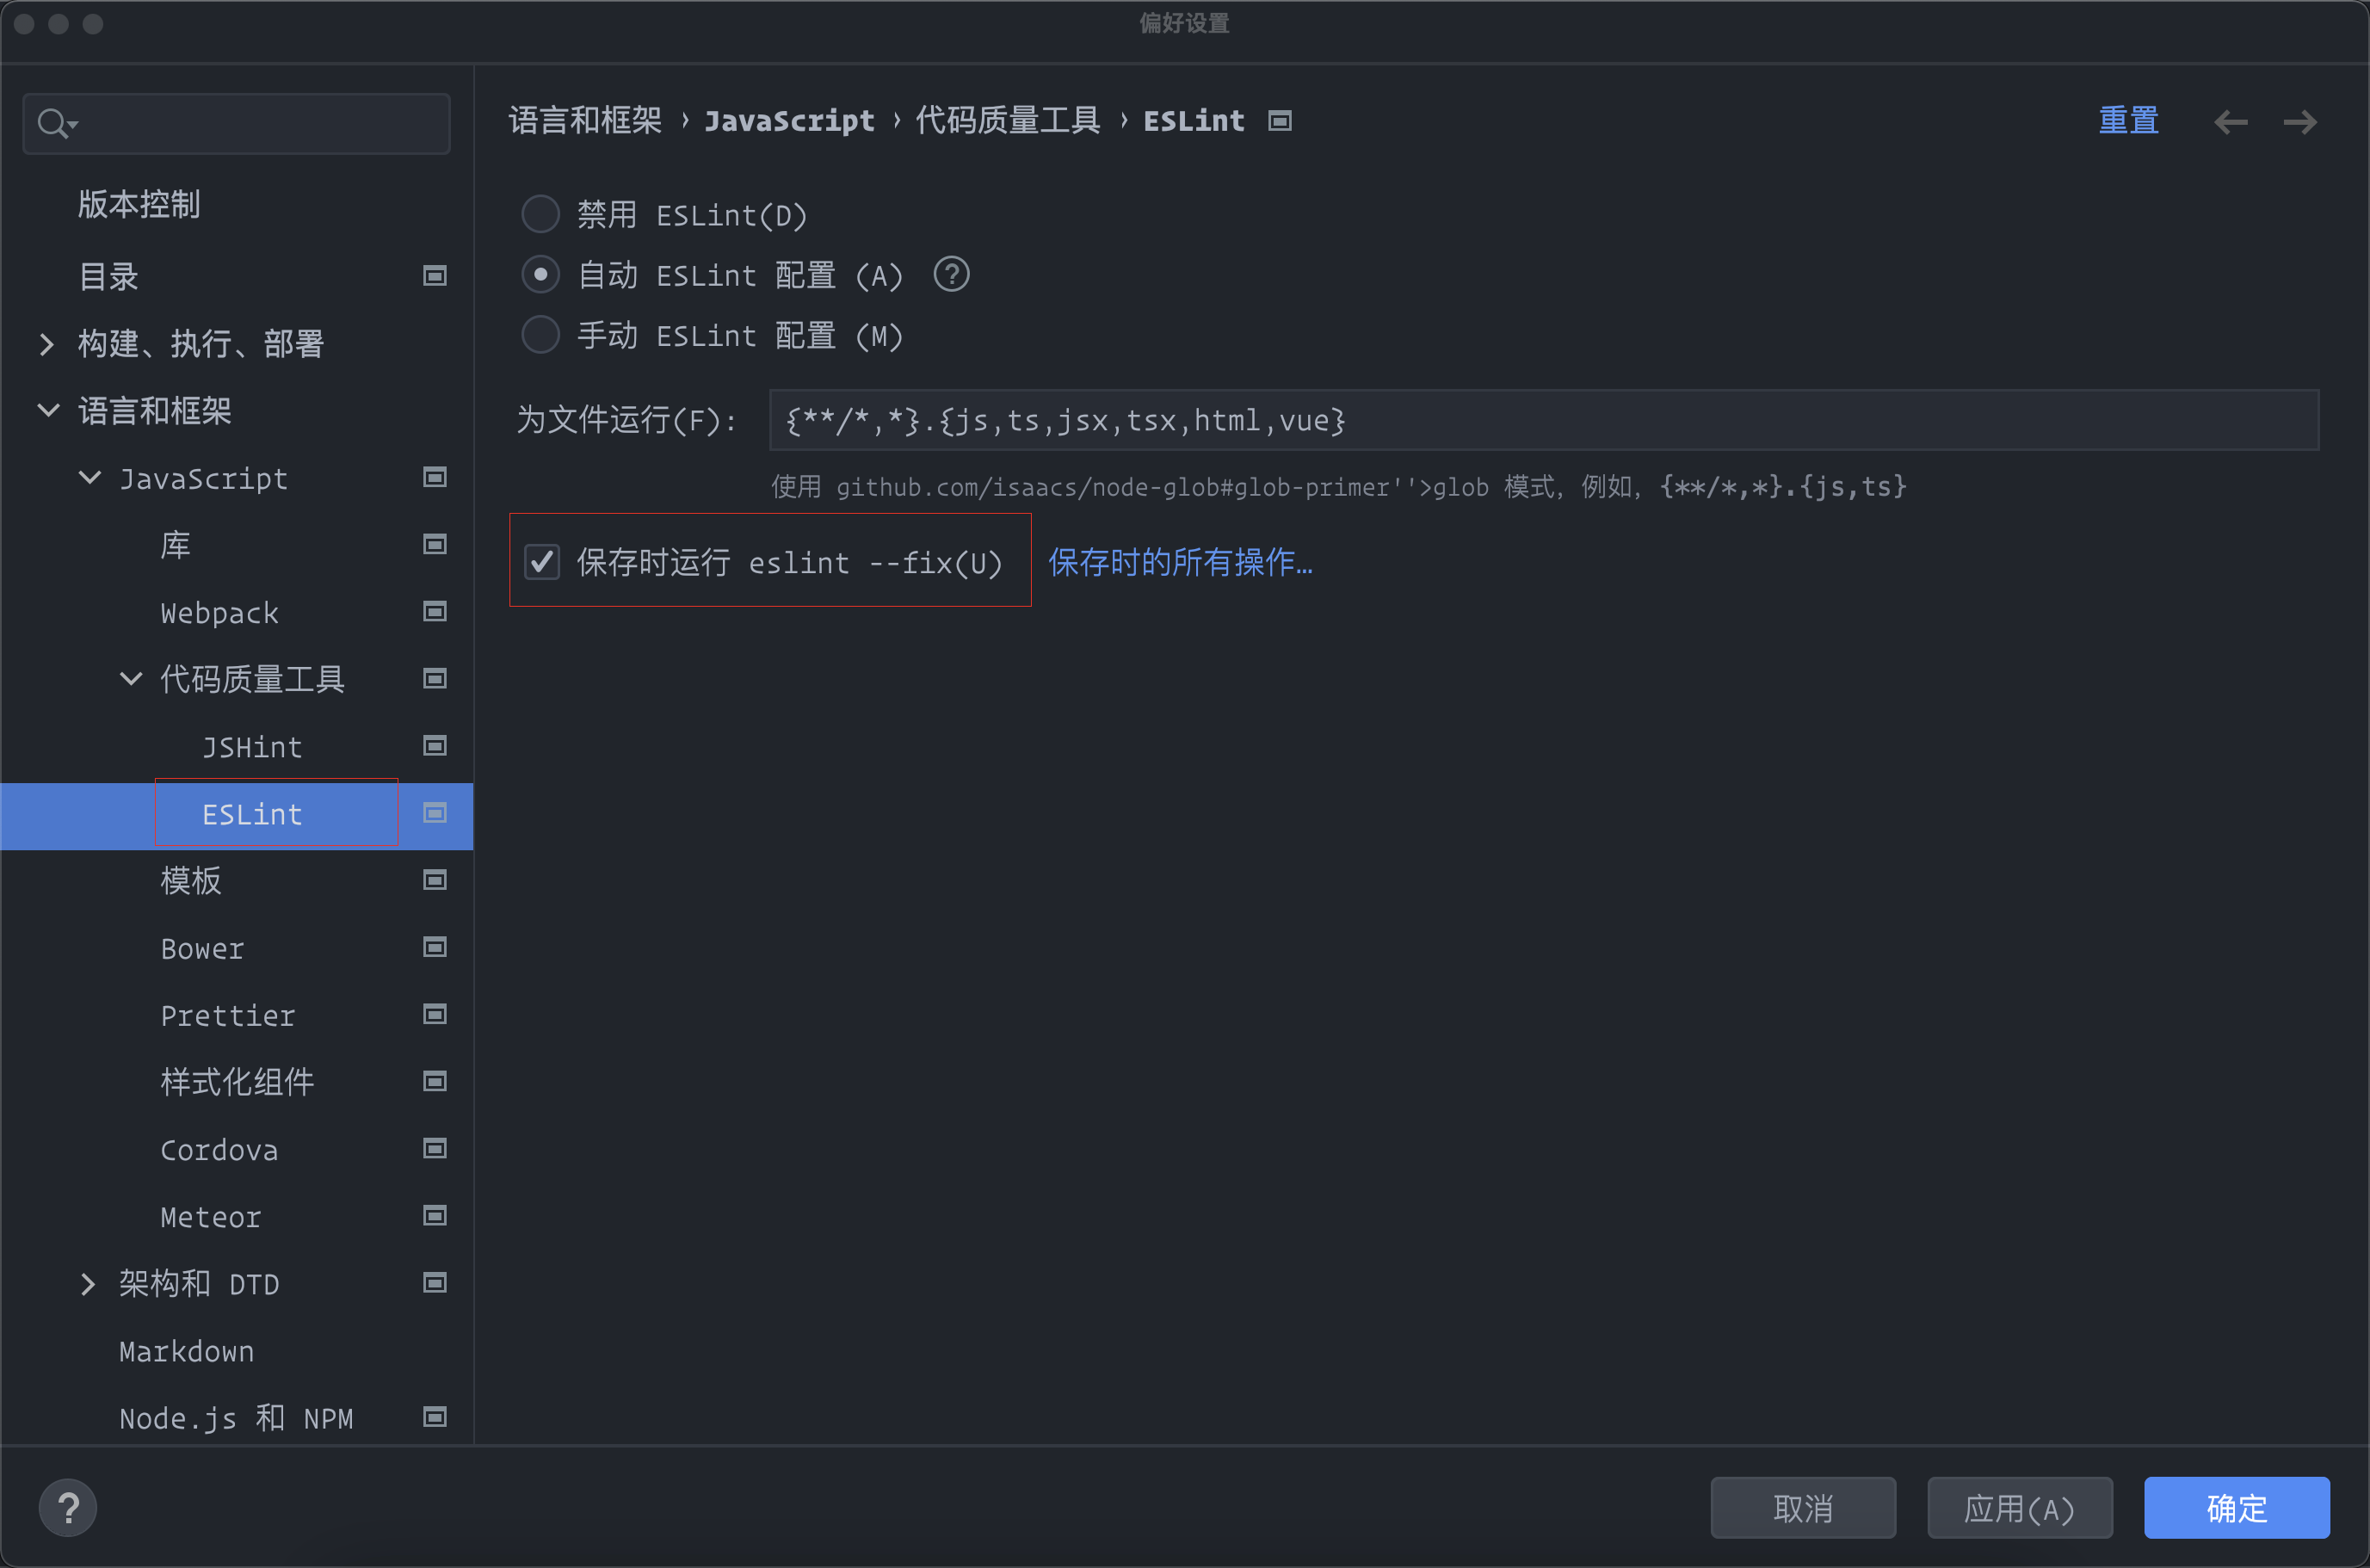 偏好设置
版本控制
目录
构建、执行、部署
语言和框架
JavaScript
库
Webpack
代码质量工具
JSHint
ESLint
模板
Bower
Prettier
样式化组件
Cordova
Meteor
架构和 DTD
Markdown
Node.js 和 NPM
语言和框架 › JavaScript › 代码质量工具 › ESLint
重置
禁用 ESLint(D)
自动 ESLint 配置 (A)
手动 ESLint 配置 (M)
为文件运行(F): {**/*,*}.{js,ts,jsx,tsx,html,vue}
使用 github.com/isaacs/node-glob#glob-primer''>glob 模式, 例如, {**/*,*}.{js,ts}
保存时运行 eslint --fix(U) 保存时的所有操作…
? 取消 应用(A) 确定